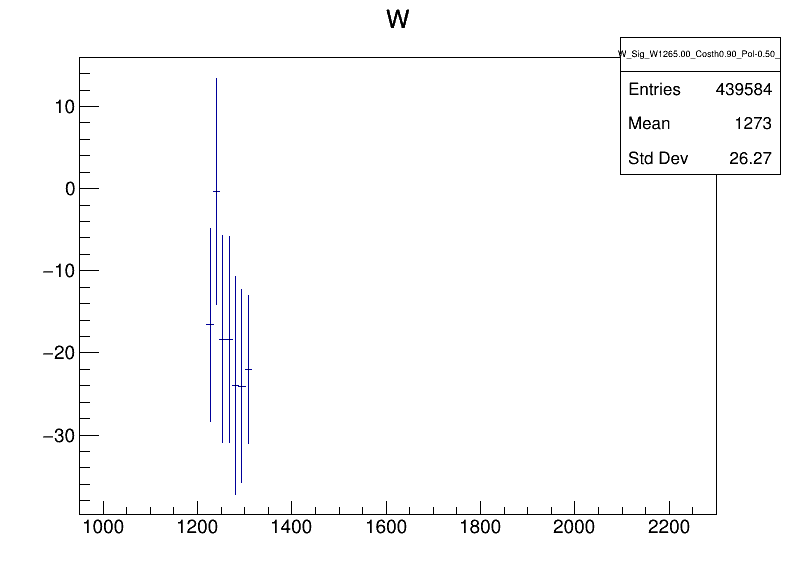 W
W_Sig_W1265.00_Costh0.90_Pol-0.50_
Entries 439584
Mean 1273
Std Dev 26.27
10
0
−10
−20
−30
1000 1200 1400 1600 1800 2000 2200